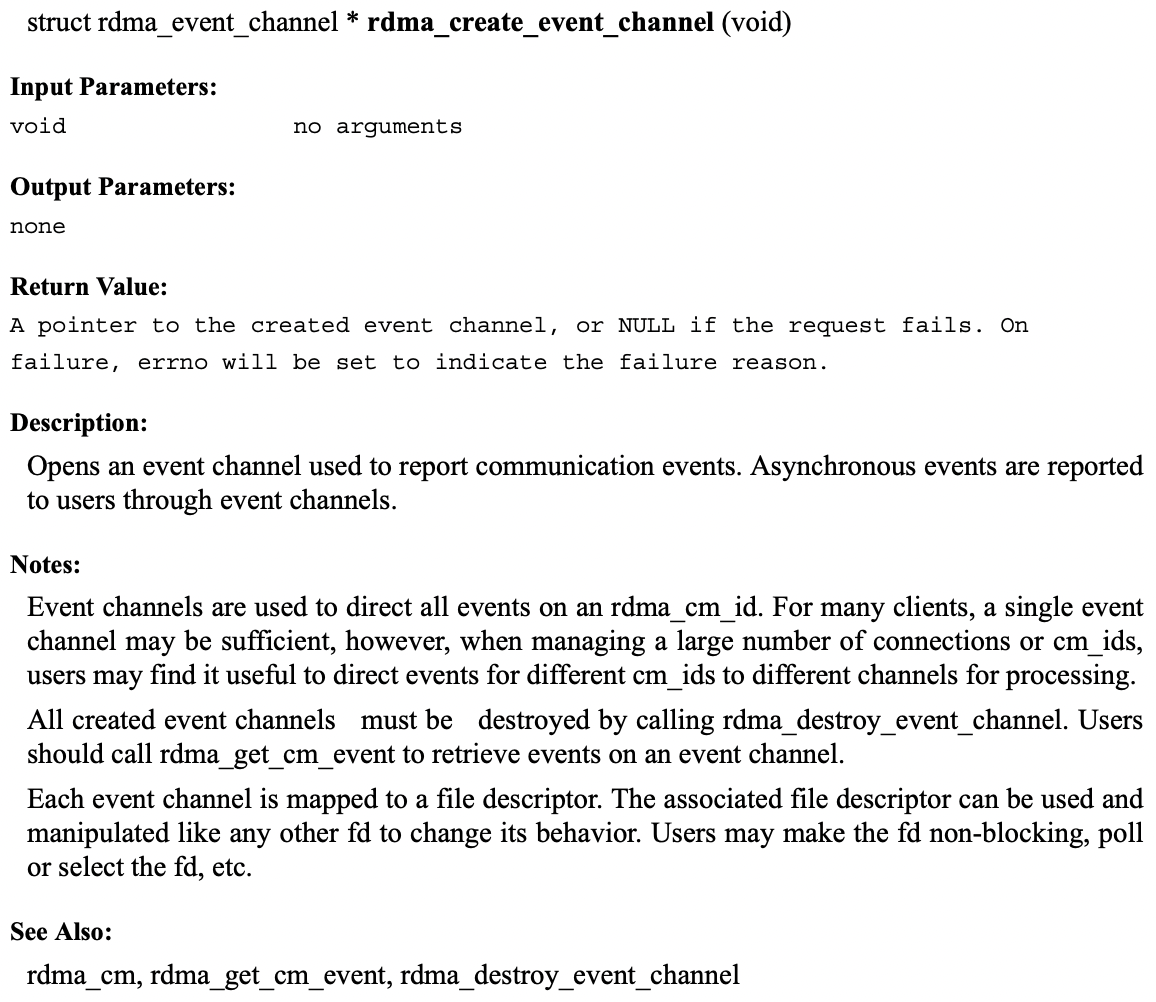 struct rdma_event_channel * rdma_create_event_channel (void)
Input Parameters:
void no arguments
Output Parameters:
none
Return Value:
A pointer to the created event channel, or NULL if the request fails. On
failure, errno will be set to indicate the failure reason.
Description:
Opens an event channel used to report communication events. Asynchronous events are reported
to users through event channels.
Notes:
Event channels are used to direct all events on an rdma_cm_id. For many clients, a single event
channel may be sufficient, however, when managing a large number of connections or cm_ids,
users may find it useful to direct events for different cm_ids to different channels for processing.
All created event channels must be destroyed by calling rdma_destroy_event_channel. Users
should call rdma_get_cm_event to retrieve events on an event channel.
Each event channel is mapped to a file descriptor. The associated file descriptor can be used and
manipulated like any other fd to change its behavior. Users may make the fd non-blocking, poll
or select the fd, etc.
See Also:
rdma_cm, rdma_get_cm_event, rdma_destroy_event_channel